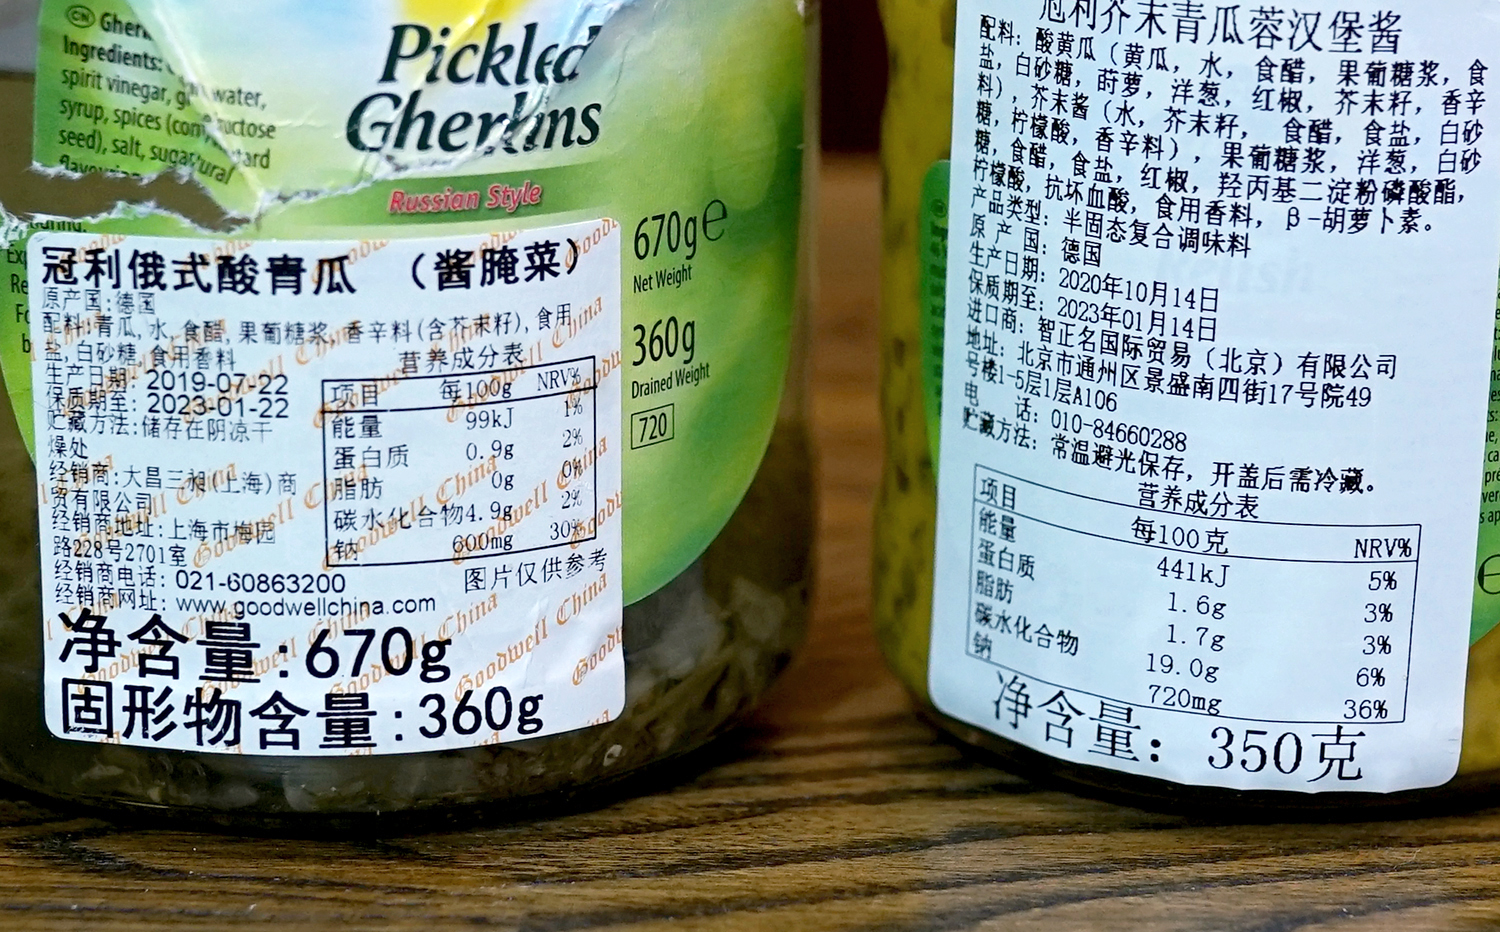 CN Gherk
Ingredients:
spirit vinegar, water,
syrup, spices uctose
seed), salt, tard
Pickled
Gherkins
Russian Style
670g e
Net Weight
360g
Drained Weight
720
冠利俄式酸青瓜 （酱腌菜）
原产国:德国
配料:青瓜,水,食醋,果葡糖浆,香辛料(含芥末籽),食用
盐,白砂糖,食用香料
生产日期: 2019-07-22
保质期至: 2023-01-22
贮藏方法:储存在阴凉干
燥处
经销商:大昌三昶(上海)商
贸有限公司
经销商地址:上海市梅园
路228号2701室
经销商电话: 021-60863200
经销商网址: www.goodwellchina.com
营养成分表
项目 每100g NRV%
能量 99kJ 1%
蛋白质 0.9g 2%
脂肪 0g 0%
碳水化合物4.9g 2%
钠 600mg 30%
图片仅供参考
净含量:670g
固形物含量:360g
冠利芥末青瓜蓉汉堡酱
配料: 酸黄瓜（黄瓜, 水, 食醋, 果葡糖浆, 食
盐, 白砂糖, 莳萝, 洋葱, 红椒, 芥末籽, 香辛
料）, 芥末酱（水, 芥末籽, 食醋, 食盐, 白砂
糖, 柠檬酸, 香辛料）, 果葡糖浆, 洋葱, 白砂
糖, 食醋, 食盐, 红椒, 羟丙基二淀粉磷酸酯,
柠檬酸, 抗坏血酸, 食用香料, β-胡萝卜素。
产品类型: 半固态复合调味料
原产国: 德国
生产日期: 2020年10月14日
保质期至: 2023年01月14日
进口商: 智正名国际贸易（北京）有限公司
地址: 北京市通州区景盛南四街17号院49
号楼1-5层1层A106
电 话: 010-84660288
贮藏方法: 常温避光保存, 开盖后需冷藏。
营养成分表
项目 每100克 NRV%
能量 441kJ 5%
蛋白质 1.6g 3%
脂肪 1.7g 3%
碳水化合物 19.0g 6%
钠 720mg 36%
净含量: 350克